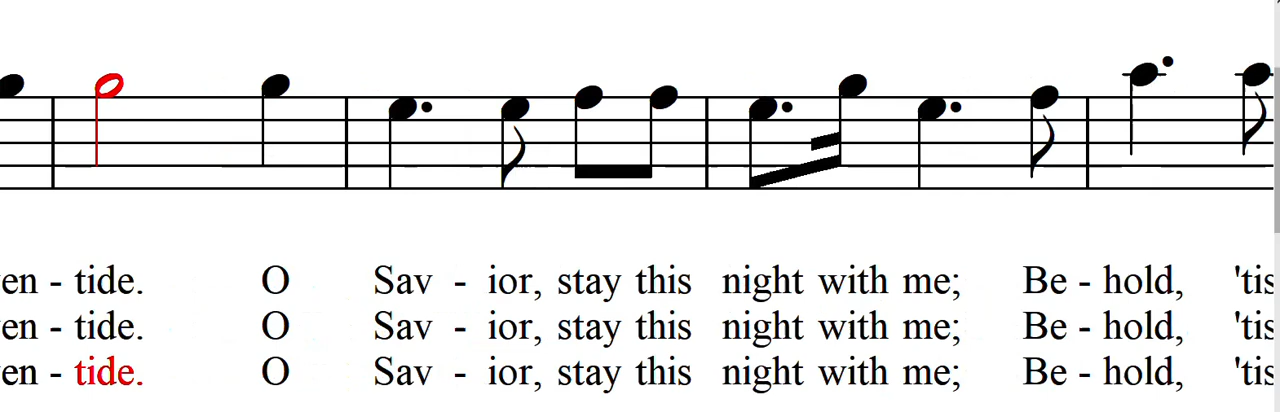 en - tide. O Sav - ior, stay this night with me; Be - hold, 'tis
en - tide. O Sav - ior, stay this night with me; Be - hold, 'tis
en - tide. O Sav - ior, stay this night with me; Be - hold, 'tis